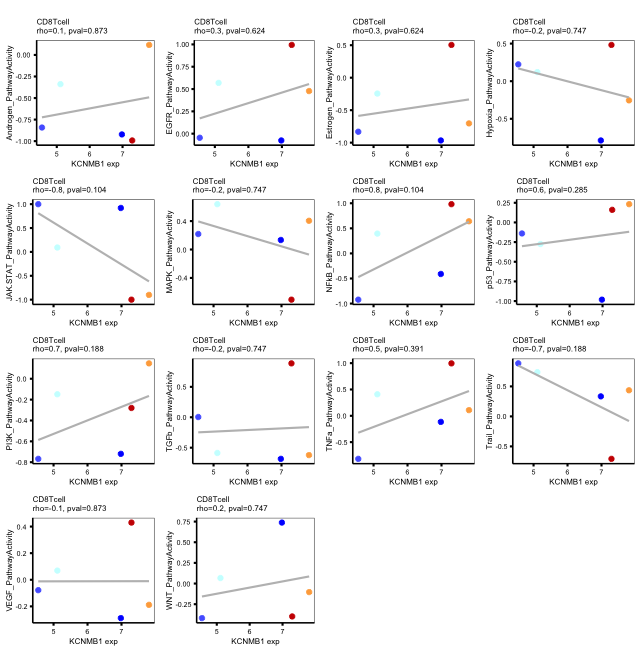 CD8Tcell
rho=0.1, pval=0.873
Androgen_PathwayActivity
1.00
0.00
-0.25
-0.50
-0.75
-1.00
5
6
7
KCNMB1 exp
CD8Tcell
rho=0.3, pval=0.624
EGFR_PathwayActivity
1.00
0.75
0.50
0.25
0.00
5
6
7
KCNMB1 exp
CD8Tcell
rho=0.3, pval=0.624
Estrogen_PathwayActivity
0.5
0.0
-0.5
-1.0
5
6
7
KCNMB1 exp
CD8Tcell
rho=-0.2, pval=0.747
Hypoxia_PathwayActivity
0.5
0.0
-0.5
5
6
7
KCNMB1 exp
CD8Tcell
rho=-0.8, pval=0.104
JAK.STAT_PathwayActivity
1.0
0.5
0.0
-0.5
-1.0
5
6
7
KCNMB1 exp
CD8Tcell
rho=-0.2, pval=0.747
MAPK_PathwayActivity
0.4
0.0
-0.4
5
6
7
KCNMB1 exp
CD8Tcell
rho=0.8, pval=0.104
NFkB_PathwayActivity
1.0
0.5
0.0
-0.5
-1.0
5
6
7
KCNMB1 exp
CD8Tcell
rho=0.6, pval=0.285
p53_PathwayActivity
0.25
0.00
-0.25
-0.50
-0.75
-1.00
5
6
7
KCNMB1 exp
CD8Tcell
rho=0.7, pval=0.188
PI3K_PathwayActivity
0.0
-0.2
-0.4
-0.6
-0.8
5
6
7
KCNMB1 exp
CD8Tcell
rho=-0.2, pval=0.747
TGFb_PathwayActivity
0.5
0.0
-0.5
5
6
7
KCNMB1 exp
CD8Tcell
rho=0.5, pval=0.391
TNFa_PathwayActivity
1.0
0.5
0.0
-0.5
5
6
7
KCNMB1 exp
CD8Tcell
rho=-0.7, pval=0.188
Trail_PathwayActivity
0.5
0.0
-0.5
5
6
7
KCNMB1 exp
CD8Tcell
rho=-0.1, pval=0.873
VEGF_PathwayActivity
0.4
0.2
0.0
-0.2
5
6
7
KCNMB1 exp
CD8Tcell
rho=0.2, pval=0.747
WNT_PathwayActivity
0.75
0.50
0.25
0.00
-0.25
5
6
7
KCNMB1 exp